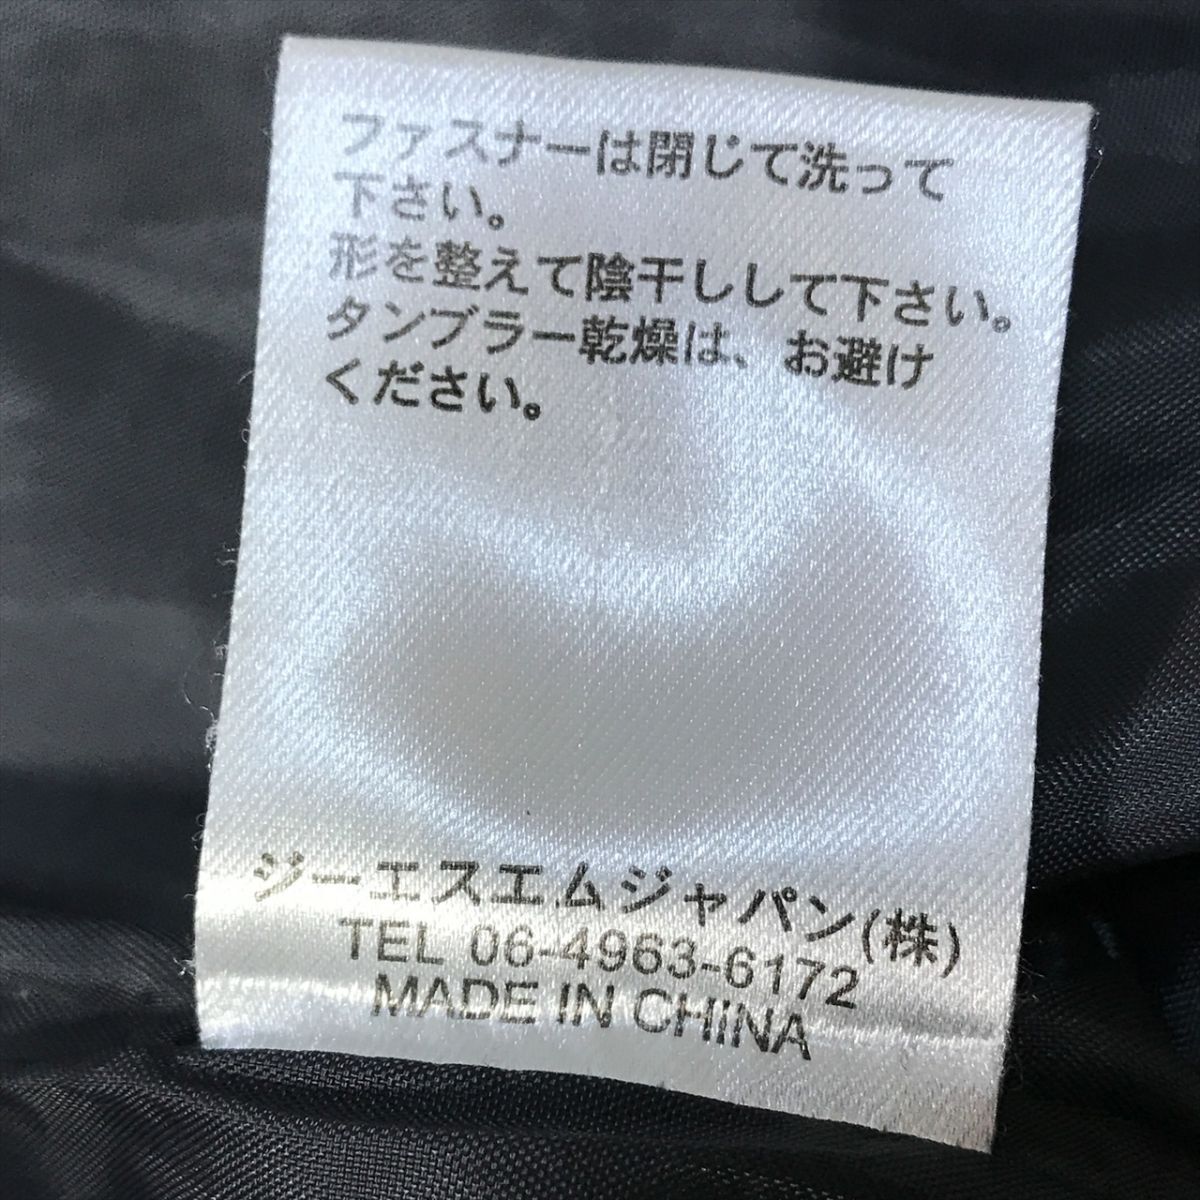 ファスナーは閉じて洗って
下さい。
形を整えて陰干ししして下さい。
タンブラー乾燥は、お避け
ください。
ジーエスエムジャパン(株)
TEL 06-4963-6172
MADE IN CHINA